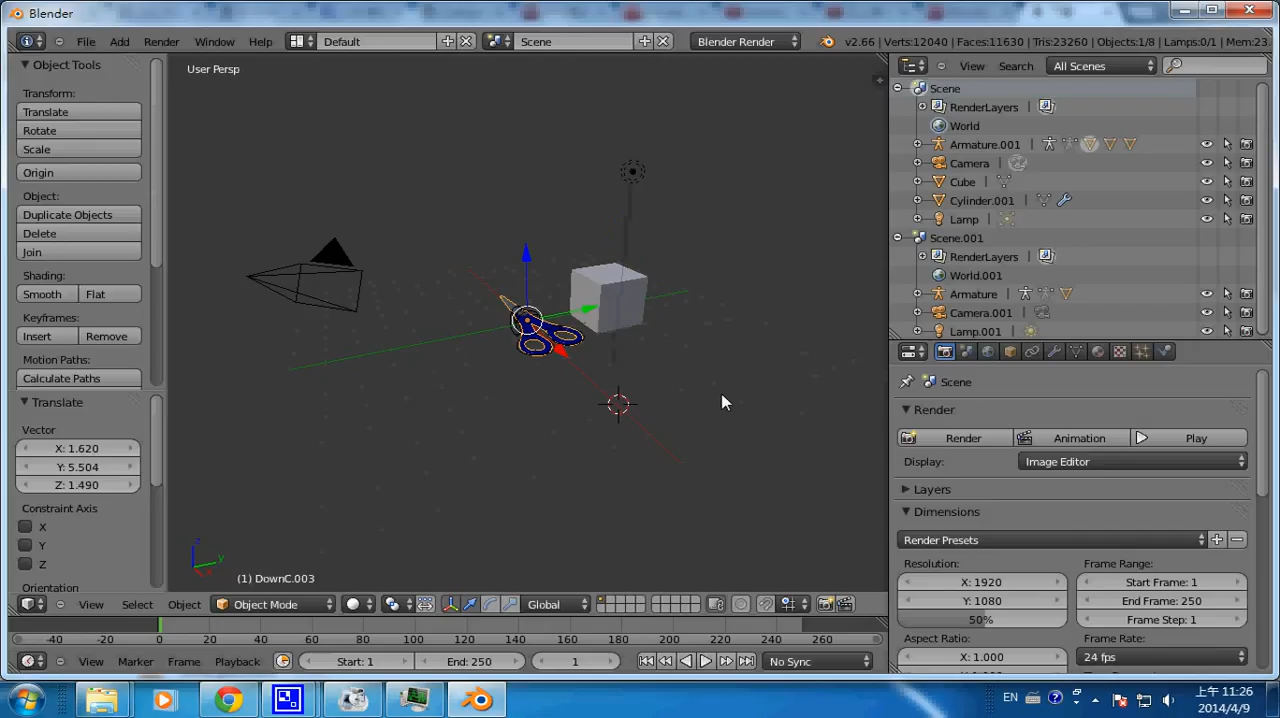 Blender
File Add Render Window Help Default Scene Blender Render v2.66 | Verts:12040 | Faces:11630 | Tris:23260 | Objects:1/8 | Lamps:0/1 | Mem:23.
Object Tools
Transform:
Translate
Rotate
Scale
Origin
Object:
Duplicate Objects
Delete
Join
Shading:
Smooth Flat
Keyframes:
Insert Remove
Motion Paths:
Calculate Paths
Translate
Vector
X: 1.620
Y: 5.504
Z: 1.490
Constraint Axis
X
Y
Z
Orientation
User Persp
(1) DownC.003
View Select Object Object Mode Global
-40 -20 0 20 40 60 80 100 120 140 160 180 200 220 240 260
View Marker Frame Playback Start: 1 End: 250 1 No Sync
View Search All Scenes
Scene
RenderLayers
World
Armature.001
Camera
Cube
Cylinder.001
Lamp
Scene.001
RenderLayers
World.001
Armature
Camera.001
Lamp.001
Scene
Render
Render Animation Play
Display: Image Editor
Layers
Dimensions
Render Presets
Resolution: Frame Range:
X: 1920 Start Frame: 1
Y: 1080 End Frame: 250
50% Frame Step: 1
Aspect Ratio: Frame Rate:
X: 1.000 24 fps
EN 上午 11:26
2014/4/9